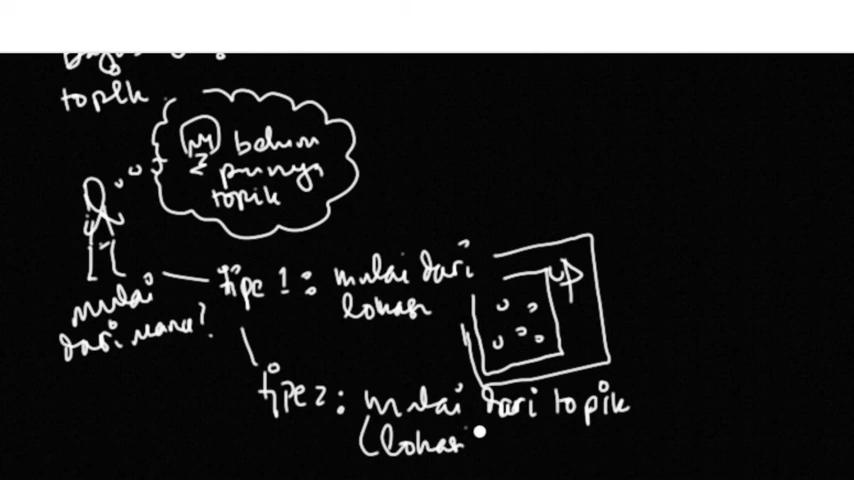 topik
belum
punya
topik
mulai
dari mana?
tipe 1: mulai dari
lokasi
tipe 2: mulai dari topik
(lokasi